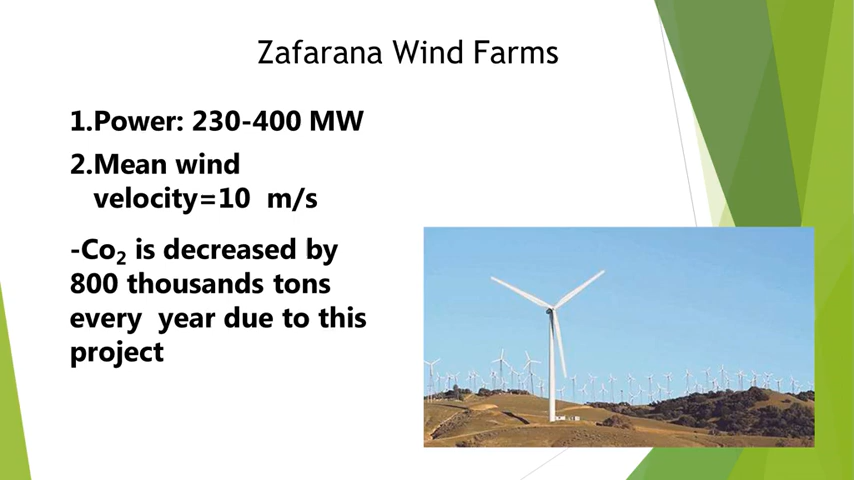 Zafarana Wind Farms
1.Power: 230-400 MW
2.Mean wind
velocity=10  m/s
-Co₂ is decreased by
800 thousands tons
every  year due to this
project